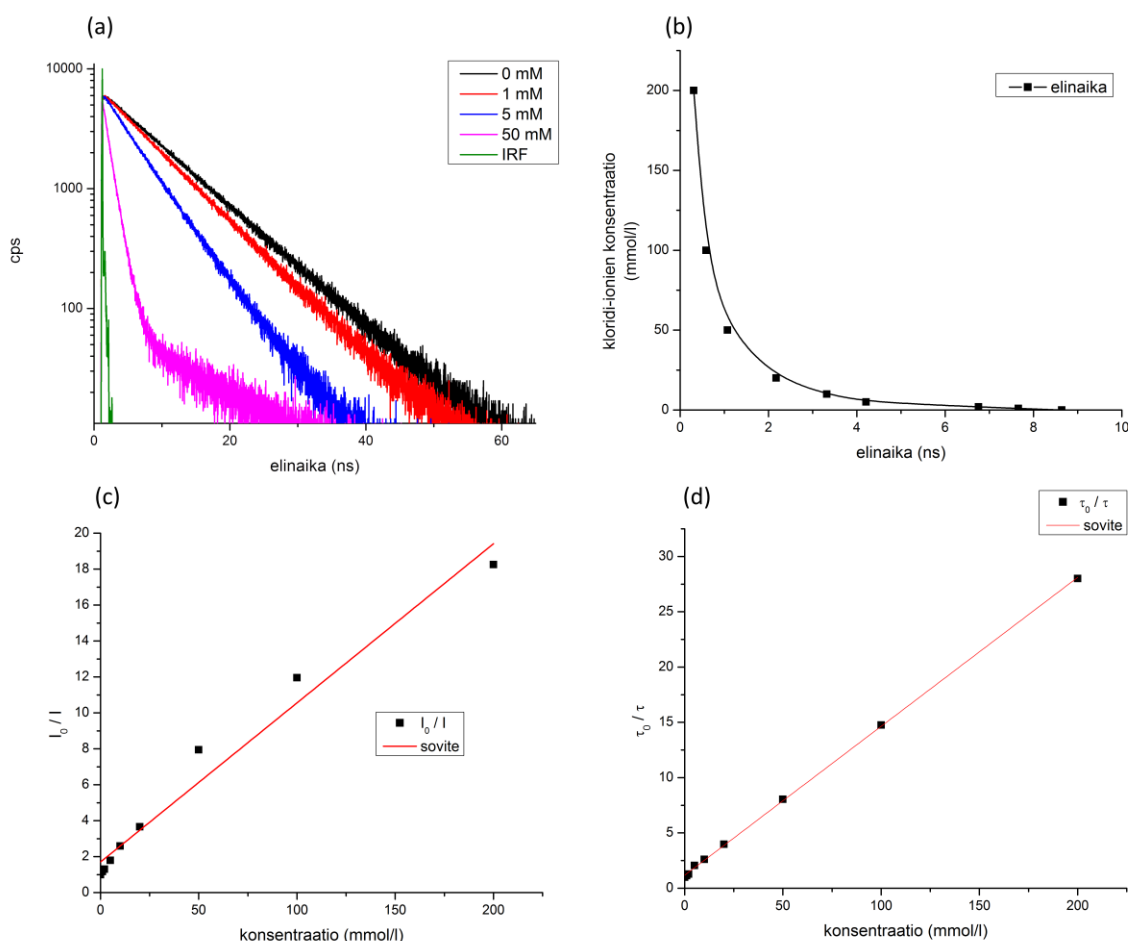 (a)
10000
1000
100
cps
0
20
40
60
elinaika (ns)
0 mM
1 mM
5 mM
50 mM
IRF
(b)
200
150
100
50
0
kloridi-ionien konsentraatio
(mmol/l)
0
2
4
6
8
10
elinaika (ns)
elinaika
(c)
20
18
16
14
12
10
8
6
4
2
0
I₀ / I
0
50
100
150
200
konsentraatio (mmol/l)
I₀ / I
sovite
(d)
30
25
20
15
10
5
0
τ₀ / τ
0
50
100
150
200
konsentraatio (mmol/l)
τ₀ / τ
sovite